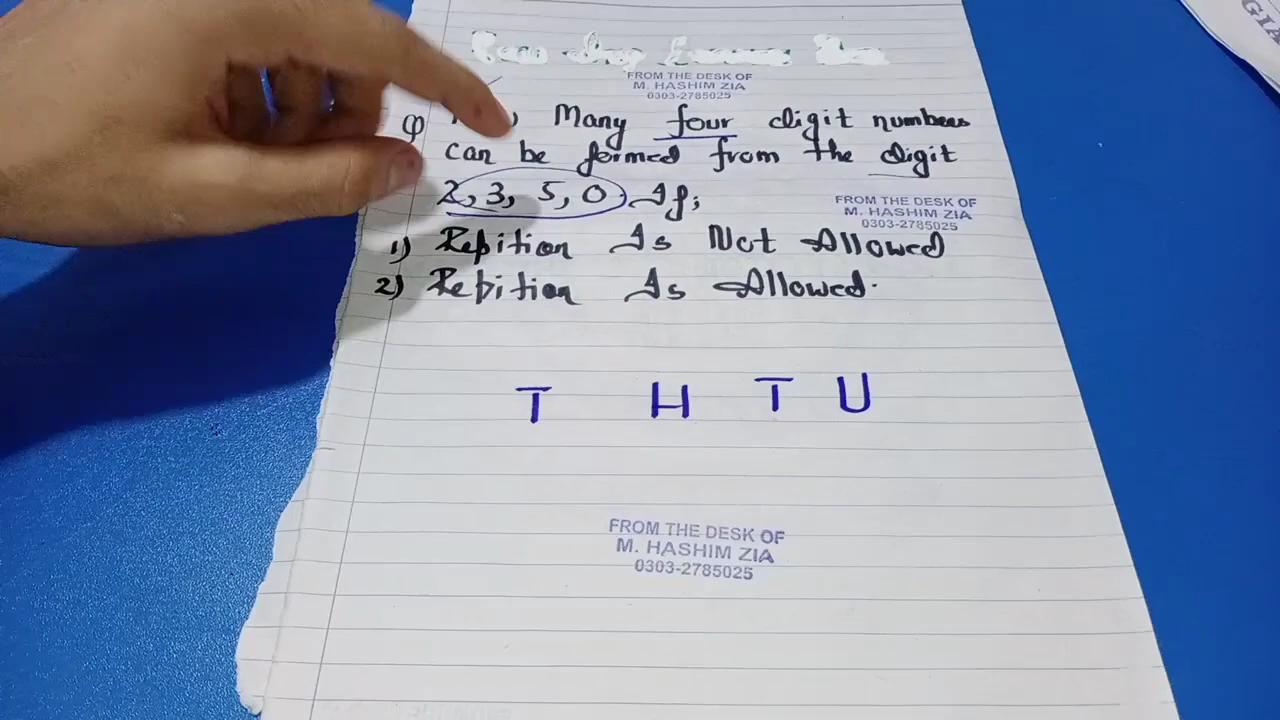 FROM THE DESK OF
M. HASHIM ZIA
0303-2785025
Q Many four digit numbers
can be formed from the digit
2, 3, 5, 0. If;
FROM THE DESK OF
M. HASHIM ZIA
0303-2785025
1) Repition Is Not Allowed
2) Repition Is Allowed.
T H T U
FROM THE DESK OF
M. HASHIM ZIA
0303-2785025